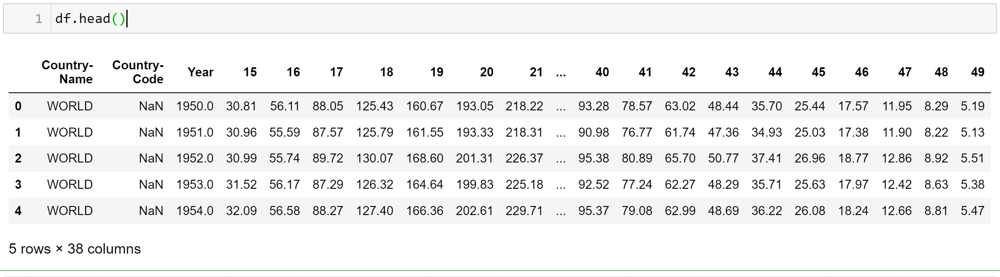 1 df.head()
Country-Name Country-Code Year 15 16 17 18 19 20 21 ... 40 41 42 43 44 45 46 47 48 49
0 WORLD NaN 1950.0 30.81 56.11 88.05 125.43 160.67 193.05 218.22 ... 93.28 78.57 63.02 48.44 35.70 25.44 17.57 11.95 8.29 5.19
1 WORLD NaN 1951.0 30.96 55.59 87.57 125.79 161.55 193.33 218.31 ... 90.98 76.77 61.74 47.36 34.93 25.03 17.38 11.90 8.22 5.13
2 WORLD NaN 1952.0 30.99 55.74 89.72 130.07 168.60 201.31 226.37 ... 95.38 80.89 65.70 50.77 37.41 26.96 18.77 12.86 8.92 5.51
3 WORLD NaN 1953.0 31.52 56.17 87.29 126.32 164.64 199.83 225.18 ... 92.52 77.24 62.27 48.29 35.71 25.63 17.97 12.42 8.63 5.38
4 WORLD NaN 1954.0 32.09 56.58 88.27 127.40 166.36 202.61 229.71 ... 95.37 79.08 62.99 48.69 36.22 26.08 18.24 12.66 8.81 5.47
5 rows × 38 columns